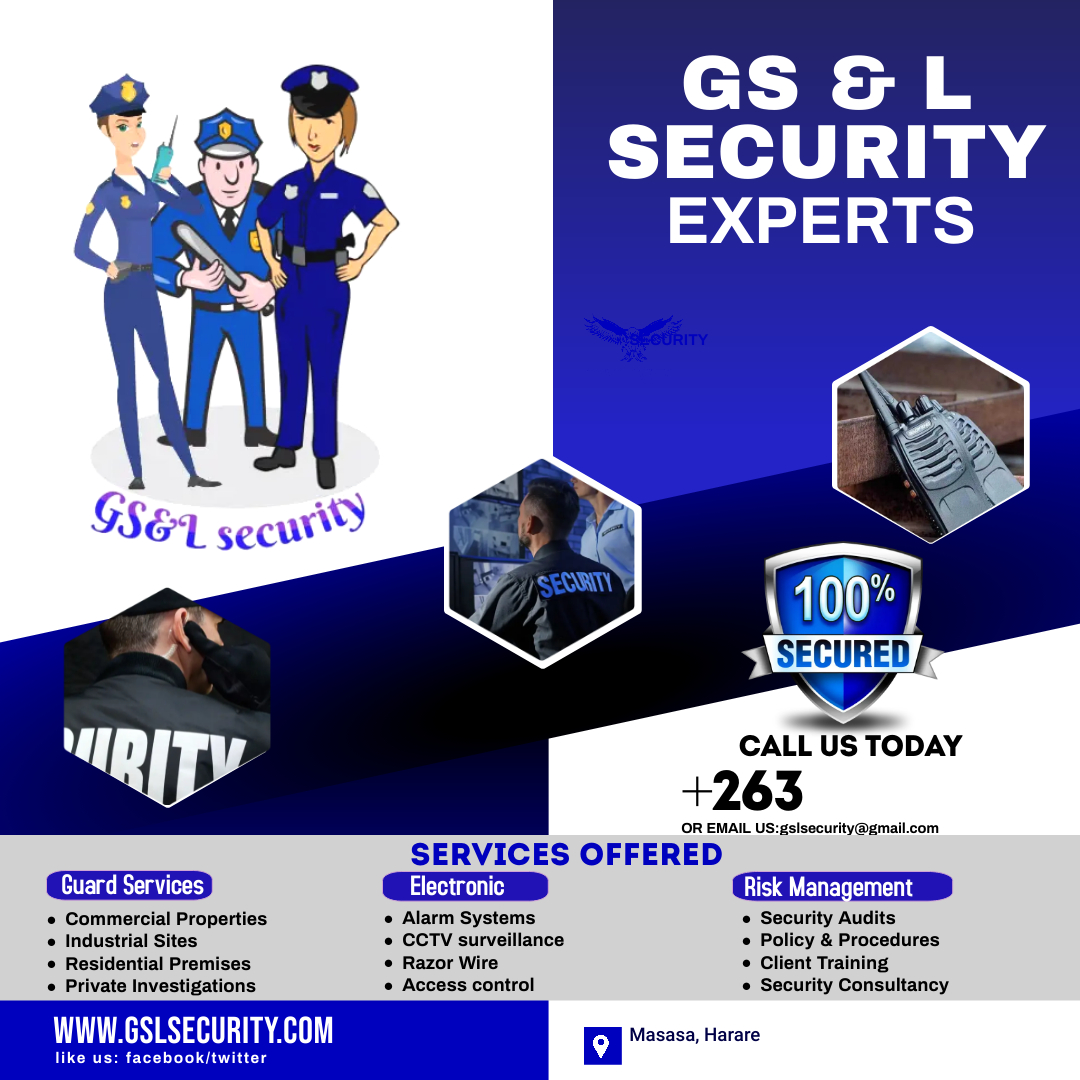 GS & L
SECURITY
EXPERTS
SECURITY
GS&L security
SECURITY
100%
SECURED
CALL US TODAY
+263
OR EMAIL US:gslsecurity@gmail.com
SERVICES OFFERED
Guard Services
• Commercial Properties
• Industrial Sites
• Residential Premises
• Private Investigations
Electronic
• Alarm Systems
• CCTV surveillance
• Razor Wire
• Access control
Risk Management
• Security Audits
• Policy & Procedures
• Client Training
• Security Consultancy
WWW.GSLSECURITY.COM
like us: facebook/twitter
Masasa, Harare